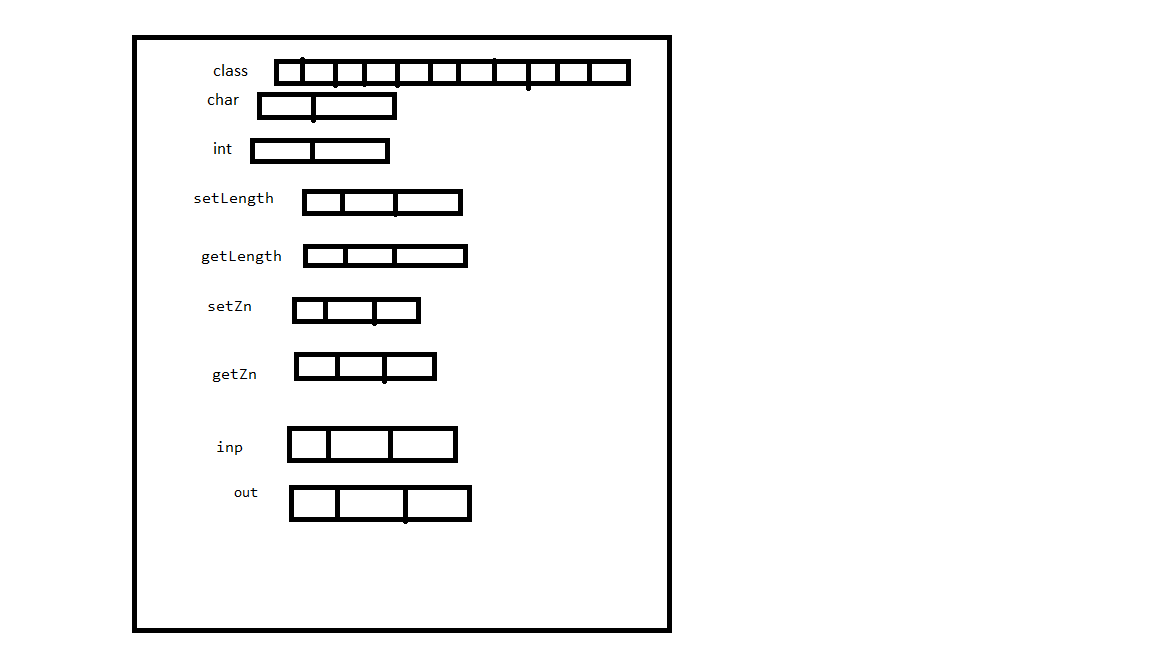 class
char
int
setLength
getLength
setZn
getZn
inp
out